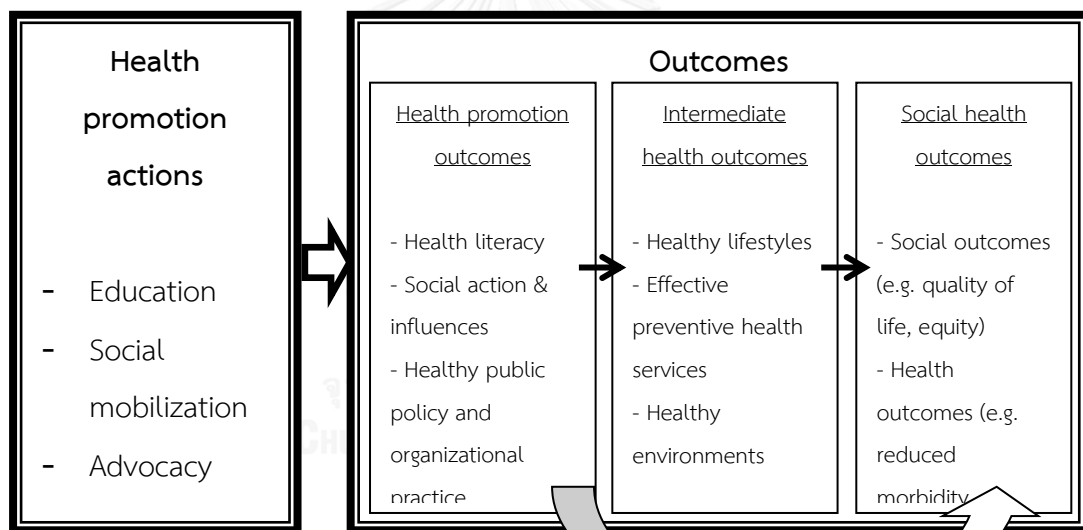 Health
promotion
actions
- Education
- Social
mobilization
- Advocacy
Outcomes
Health promotion
outcomes
- Health literacy
- Social action &
influences
- Healthy public
policy and
organizational
practice
Intermediate
health outcomes
- Healthy lifestyles
- Effective
preventive health
services
- Healthy
environments
Social health
outcomes
- Social outcomes
(e.g. quality of
life, equity)
- Health
outcomes (e.g.
reduced
morbidity